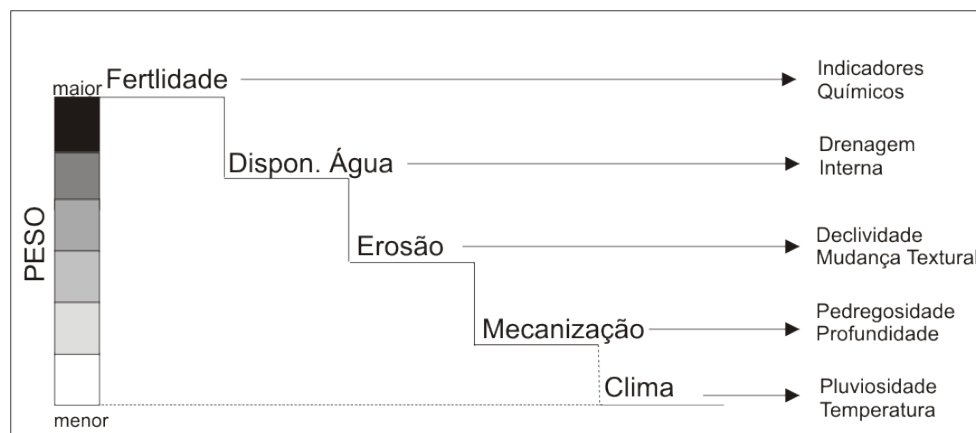 maior
Fertlidade
Indicadores
Químicos
Dispon. Água
Drenagem
Interna
PESO
Erosão
Declividade
Mudança Textural
Mecanização
Pedregosidade
Profundidade
Clima
Pluviosidade
Temperatura
menor